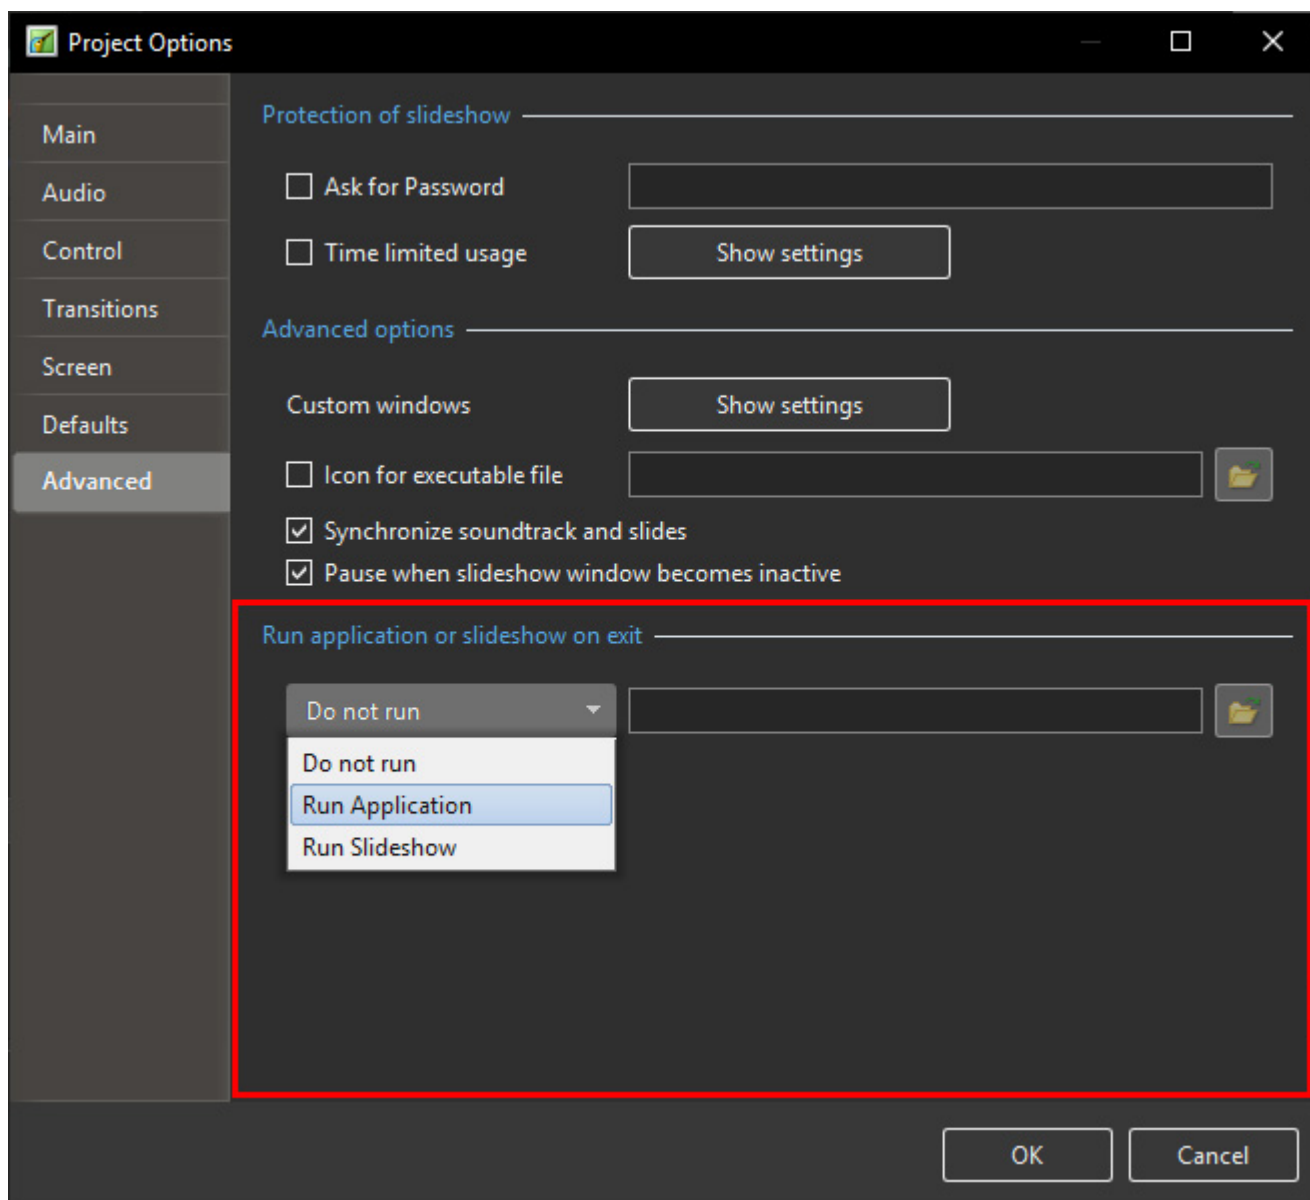 Project Options
Main
Audio
Control
Transitions
Screen
Defaults
Advanced
Protection of slideshow
Ask for Password
Time limited usage
Show settings
Advanced options
Custom windows
Show settings
Icon for executable file
Synchronize soundtrack and slides
Pause when slideshow window becomes inactive
Run application or slideshow on exit
Do not run
Do not run
Run Application
Run Slideshow
OK
Cancel